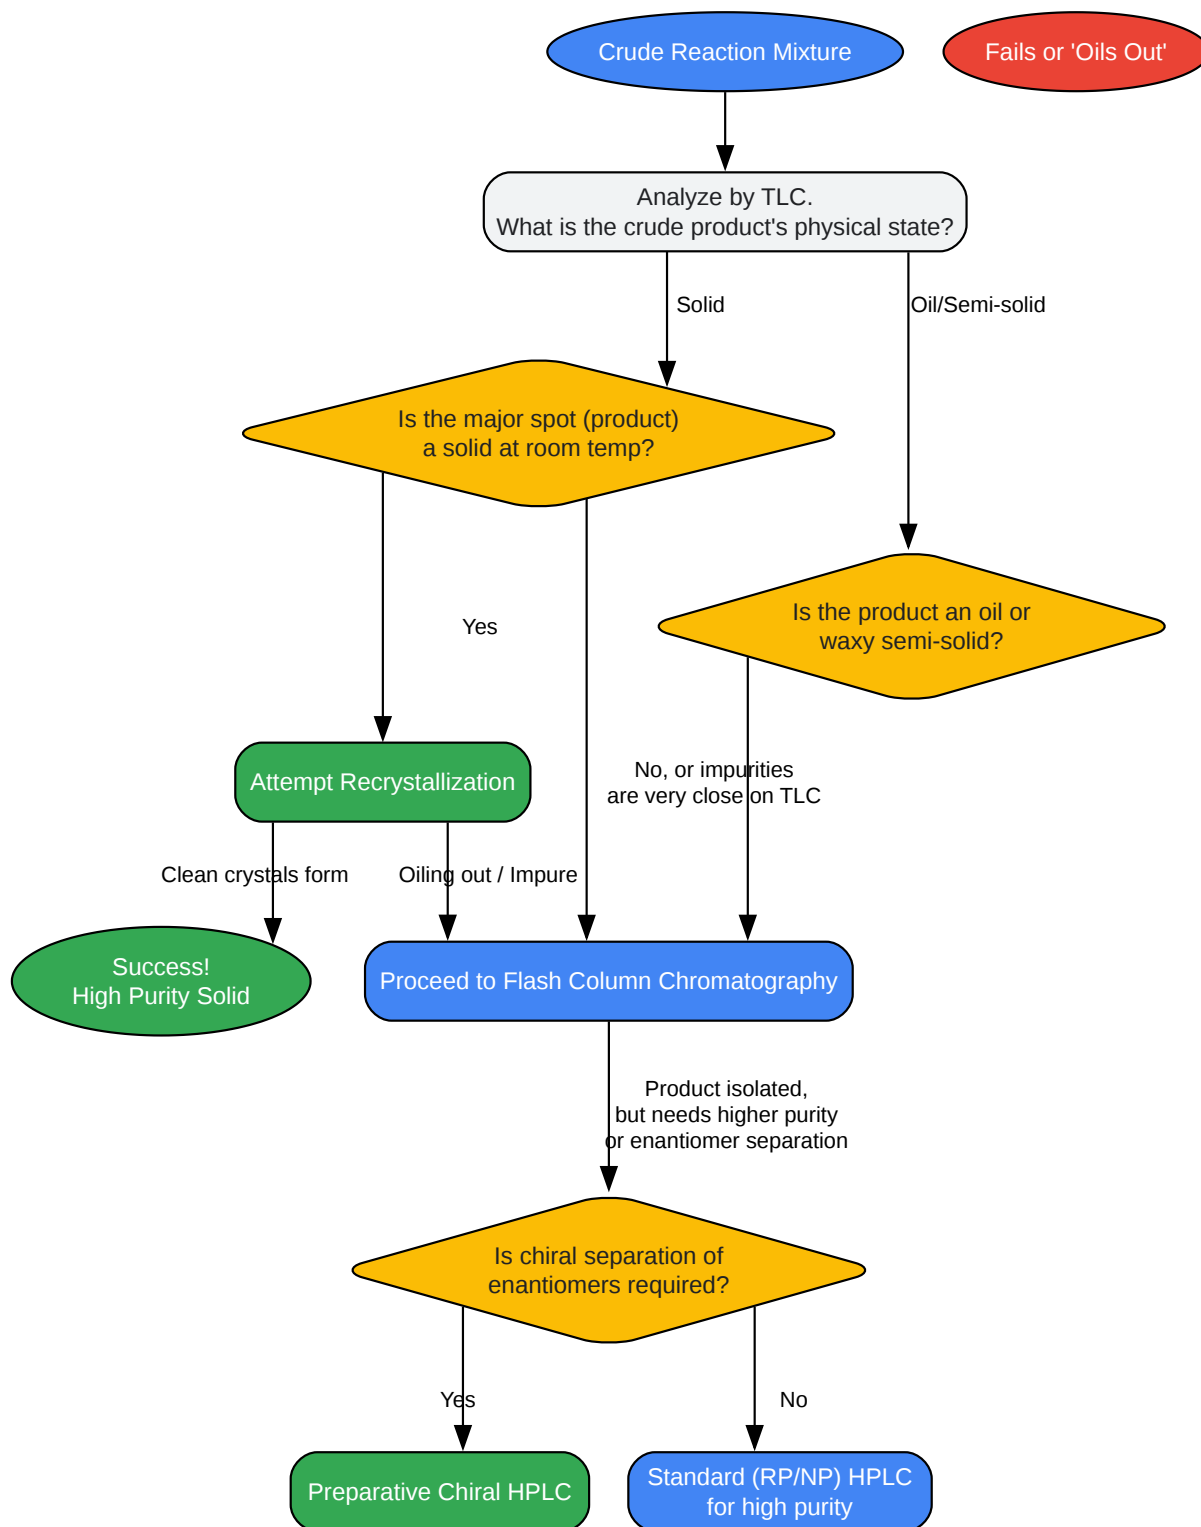 Crude Reaction Mixture
Fails or 'Oils Out'
Analyze by TLC.
What is the crude product's physical state?
Solid
Oil/Semi-solid
Is the major spot (product)
a solid at room temp?
Is the product an oil or
waxy semi-solid?
Yes
Attempt Recrystallization
No, or impurities
are very close on TLC
Clean crystals form
Oiling out / Impure
Success!
High Purity Solid
Proceed to Flash Column Chromatography
Product isolated,
but needs higher purity
or enantiomer separation
Is chiral separation of
enantiomers required?
Yes
No
Preparative Chiral HPLC
Standard (RP/NP) HPLC
for high purity